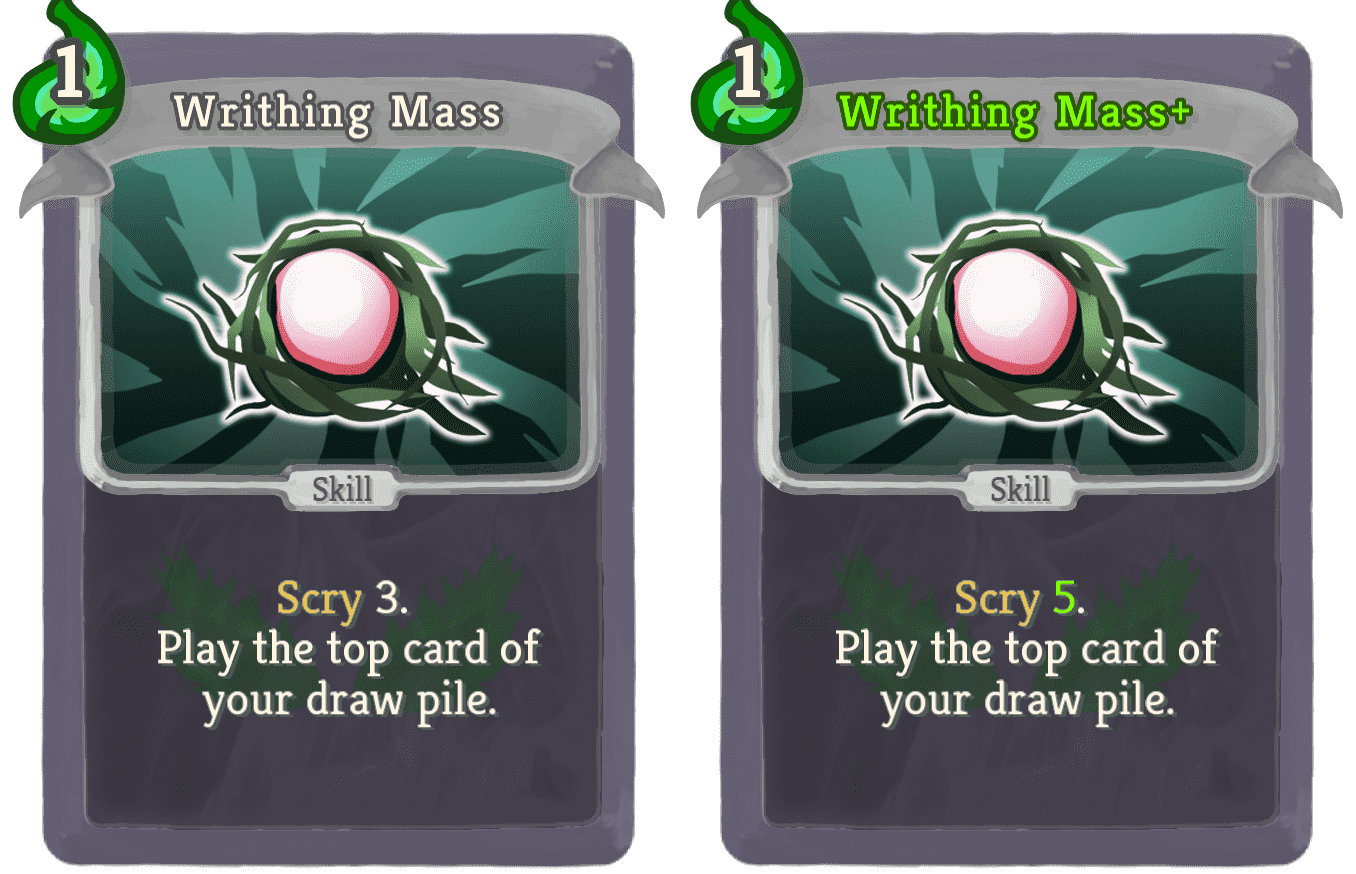 1
Writhing Mass
Skill
Scry 3.
Play the top card of
your draw pile.
1
Writhing Mass+
Skill
Scry 5.
Play the top card of
your draw pile.